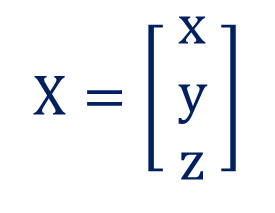 X = [x
y
z]